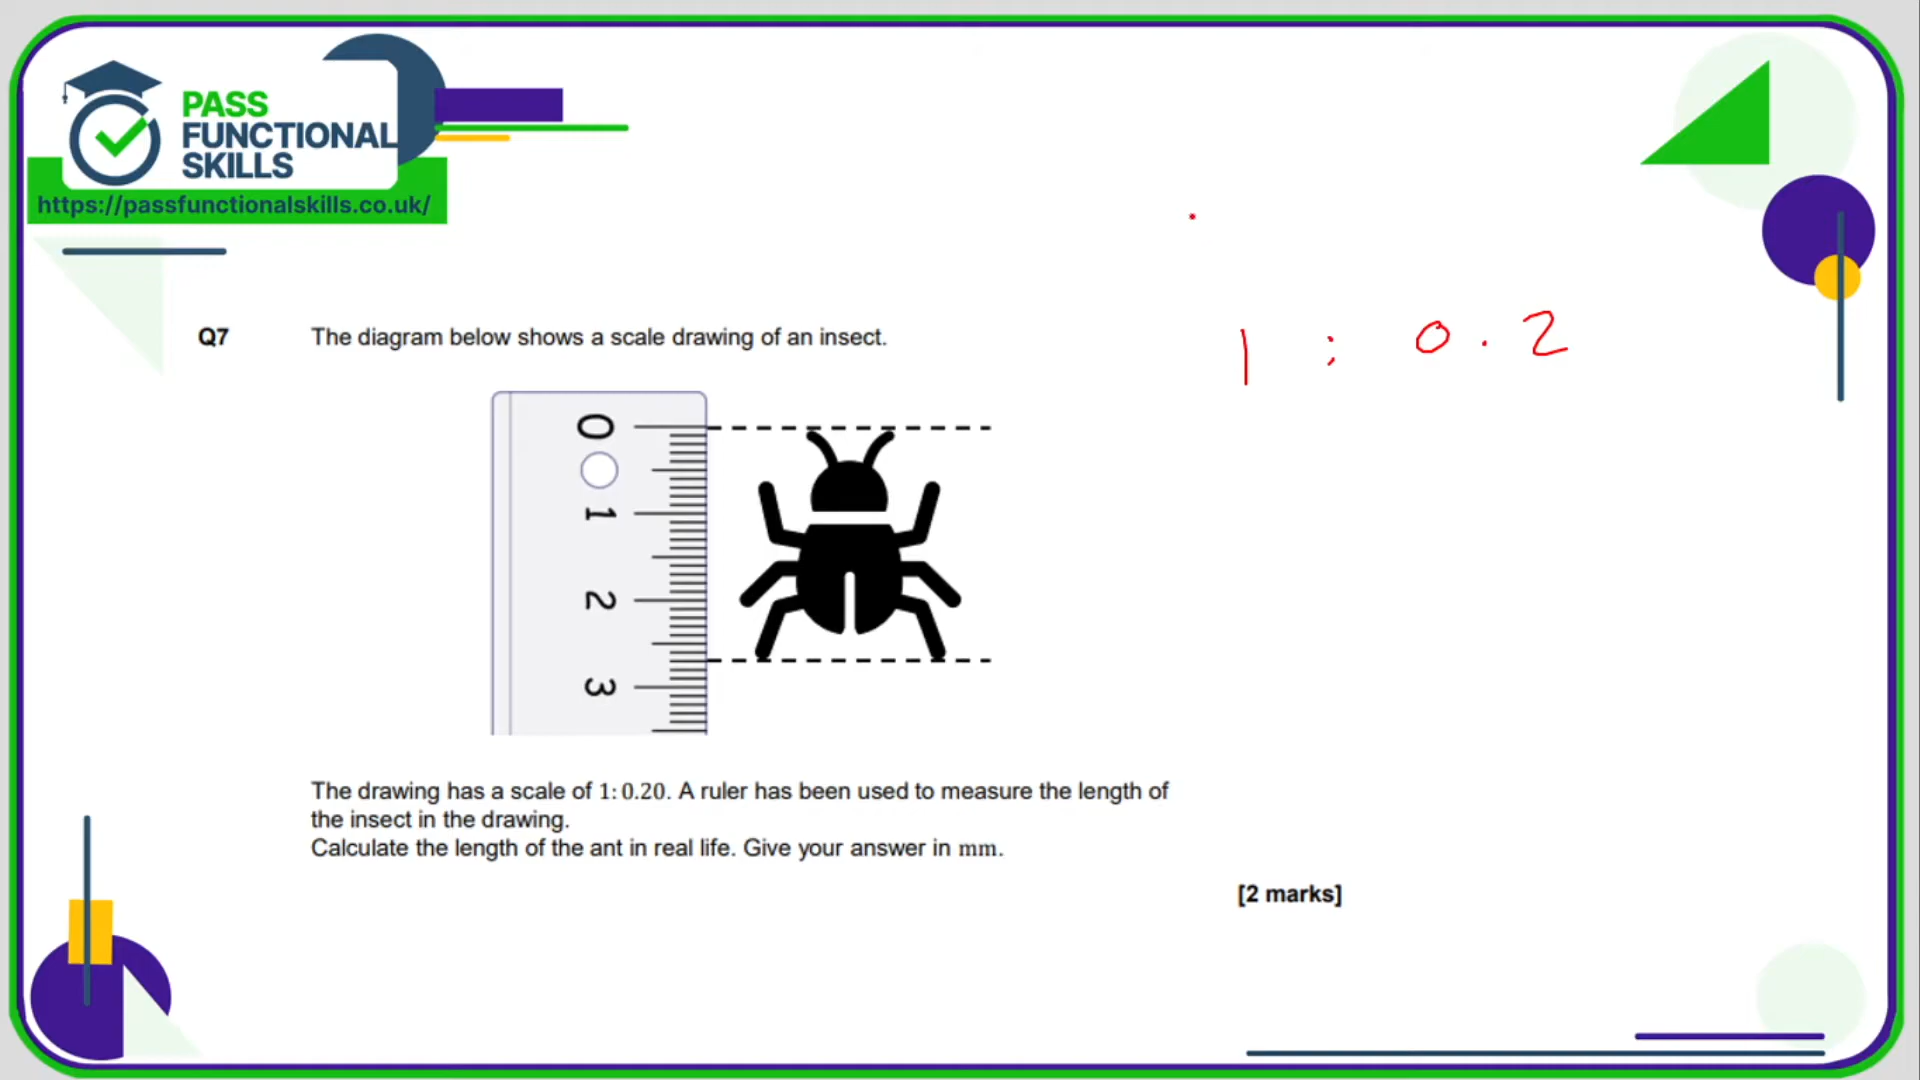 PASS
FUNCTIONAL
SKILLS
https://passfunctionalskills.co.uk/
1 : 0.2
Q7 The diagram below shows a scale drawing of an insect.
0
1
2
3
The drawing has a scale of 1: 0.20. A ruler has been used to measure the length of
the insect in the drawing.
Calculate the length of the ant in real life. Give your answer in mm.
[2 marks]